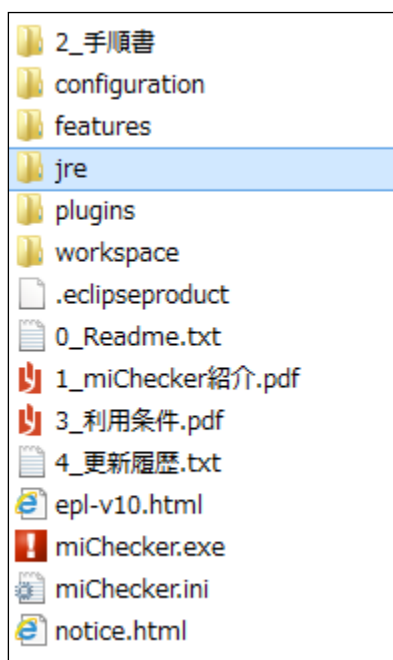 2_手順書
configuration
features
jre
plugins
workspace
.eclipseproduct
0_Readme.txt
1_miChecker紹介.pdf
3_利用条件.pdf
4_更新履歴.txt
epl-v10.html
miChecker.exe
miChecker.ini
notice.html